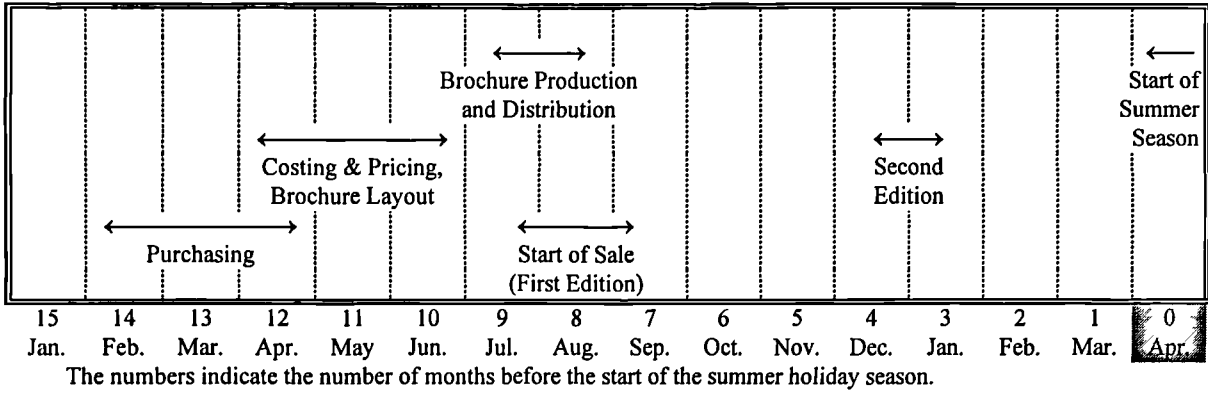 Brochure Production
and Distribution
Start of
Summer
Season
Costing & Pricing,
Brochure Layout
Second
Edition
Purchasing
Start of Sale
(First Edition)
15 14 13 12 11 10 9 8 7 6 5 4 3 2 1 0
Jan. Feb. Mar. Apr. May Jun. Jul. Aug. Sep. Oct. Nov. Dec. Jan. Feb. Mar. Apr.
The numbers indicate the number of months before the start of the summer holiday season.